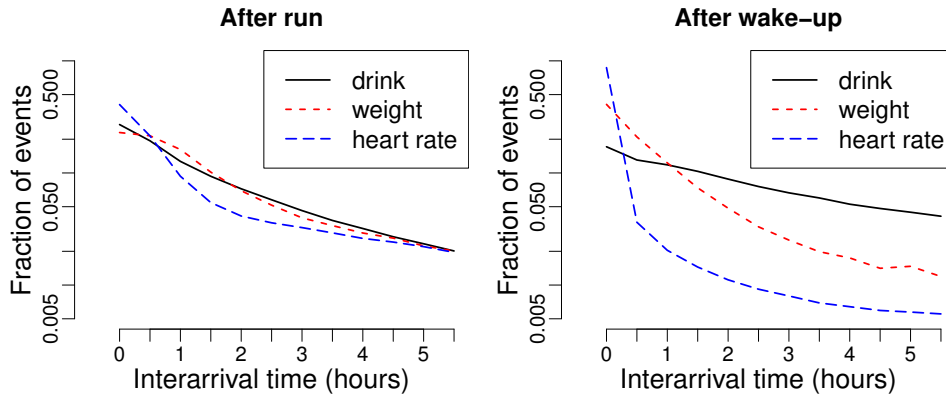 After run
Fraction of events
0.500
0.050
0.005
drink
weight
heart rate
0 1 2 3 4 5
Interarrival time (hours)
After wake−up
Fraction of events
0.500
0.050
0.005
drink
weight
heart rate
0 1 2 3 4 5
Interarrival time (hours)